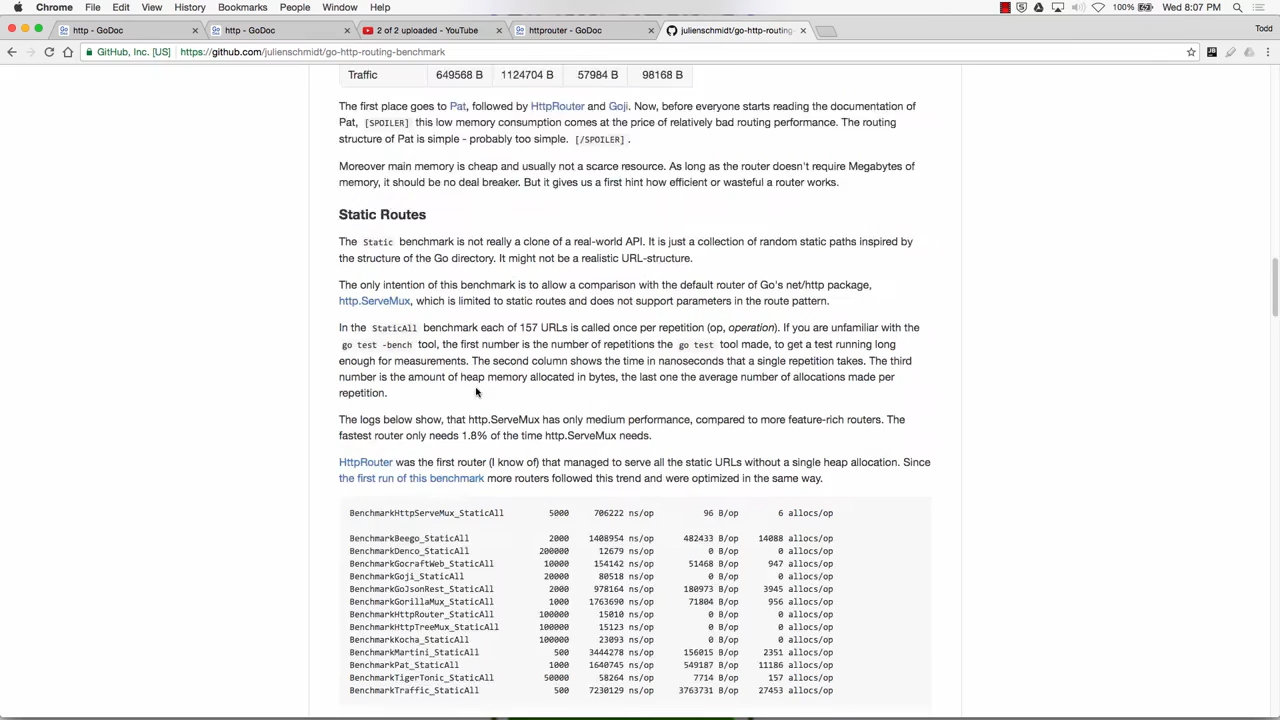 Chrome File Edit View History Bookmarks People Window Help 100% Wed 8:07 PM
http - GoDoc http - GoDoc 2 of 2 uploaded - YouTube httprouter - GoDoc julienschmidt/go-http-routing- Todd
GitHub, Inc. [US] https://github.com/julienschmidt/go-http-routing-benchmark
Traffic 649568 B 1124704 B 57984 B 98168 B
The first place goes to Pat, followed by HttpRouter and Goji. Now, before everyone starts reading the documentation of
Pat, [SPOILER] this low memory consumption comes at the price of relatively bad routing performance. The routing
structure of Pat is simple - probably too simple. [/SPOILER].
Moreover main memory is cheap and usually not a scarce resource. As long as the router doesn't require Megabytes of
memory, it should be no deal breaker. But it gives us a first hint how efficient or wasteful a router works.
Static Routes
The Static benchmark is not really a clone of a real-world API. It is just a collection of random static paths inspired by
the structure of the Go directory. It might not be a realistic URL-structure.
The only intention of this benchmark is to allow a comparison with the default router of Go's net/http package,
http.ServeMux, which is limited to static routes and does not support parameters in the route pattern.
In the StaticAll benchmark each of 157 URLs is called once per repetition (op, operation). If you are unfamiliar with the
go test -bench tool, the first number is the number of repetitions the go test tool made, to get a test running long
enough for measurements. The second column shows the time in nanoseconds that a single repetition takes. The third
number is the amount of heap memory allocated in bytes, the last one the average number of allocations made per
repetition.
The logs below show, that http.ServeMux has only medium performance, compared to more feature-rich routers. The
fastest router only needs 1.8% of the time http.ServeMux needs.
HttpRouter was the first router (I know of) that managed to serve all the static URLs without a single heap allocation. Since
the first run of this benchmark more routers followed this trend and were optimized in the same way.
BenchmarkHttpServeMux_StaticAll 5000 706222 ns/op 96 B/op 6 allocs/op
BenchmarkBeego_StaticAll 2000 1408954 ns/op 482433 B/op 14088 allocs/op
BenchmarkDenco_StaticAll 200000 12679 ns/op 0 B/op 0 allocs/op
BenchmarkGocraftWeb_StaticAll 10000 154142 ns/op 51468 B/op 947 allocs/op
BenchmarkGoji_StaticAll 20000 80518 ns/op 0 B/op 0 allocs/op
BenchmarkGoJsonRest_StaticAll 2000 978164 ns/op 180973 B/op 3945 allocs/op
BenchmarkGorillaMux_StaticAll 1000 1763690 ns/op 71804 B/op 956 allocs/op
BenchmarkHttpRouter_StaticAll 100000 15010 ns/op 0 B/op 0 allocs/op
BenchmarkHttpTreeMux_StaticAll 100000 15123 ns/op 0 B/op 0 allocs/op
BenchmarkKocha_StaticAll 100000 23093 ns/op 0 B/op 0 allocs/op
BenchmarkMartini_StaticAll 500 3444278 ns/op 156015 B/op 2351 allocs/op
BenchmarkPat_StaticAll 1000 1640745 ns/op 549187 B/op 11186 allocs/op
BenchmarkTigerTonic_StaticAll 50000 58264 ns/op 7714 B/op 157 allocs/op
BenchmarkTraffic_StaticAll 500 7230129 ns/op 3763731 B/op 27453 allocs/op